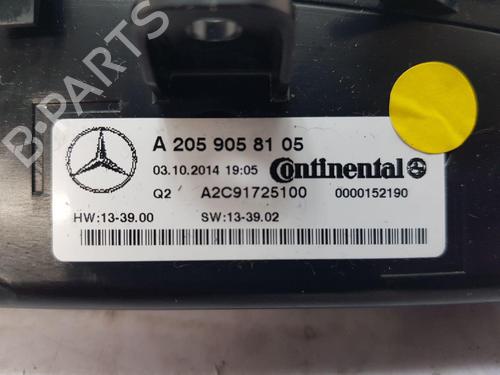 B-PARTS
A 205 905 81 05
03.10.2014 19:05 Continental
Q2 A2C91725100 0000152190
HW:13-39.00 SW:13-39.02